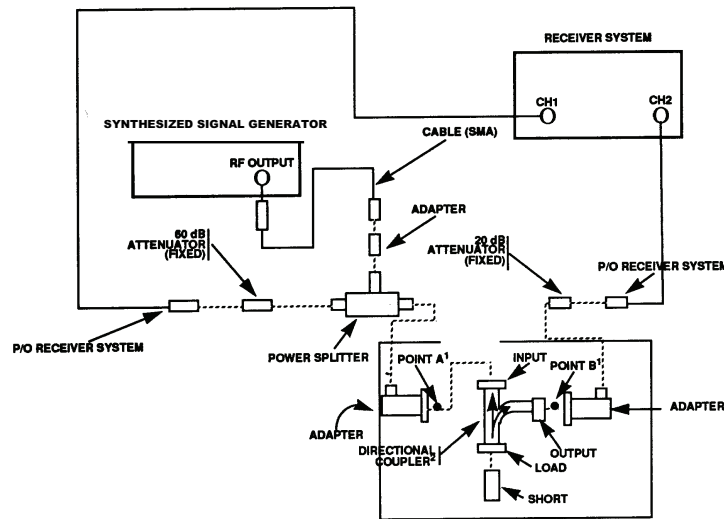 RECEIVER SYSTEM
CH1
CH2
SYNTHESIZED SIGNAL GENERATOR
CABLE (SMA)
RF OUTPUT
ADAPTER
60 dB
ATTENUATOR
(FIXED)
20 dB
ATTENUATOR
(FIXED)
P/O RECEIVER SYSTEM
P/O RECEIVER SYSTEM
POWER SPLITTER
INPUT
POINT A1
POINT B1
ADAPTER
ADAPTER
DIRECTIONAL
COUPLER2
OUTPUT
LOAD
SHORT